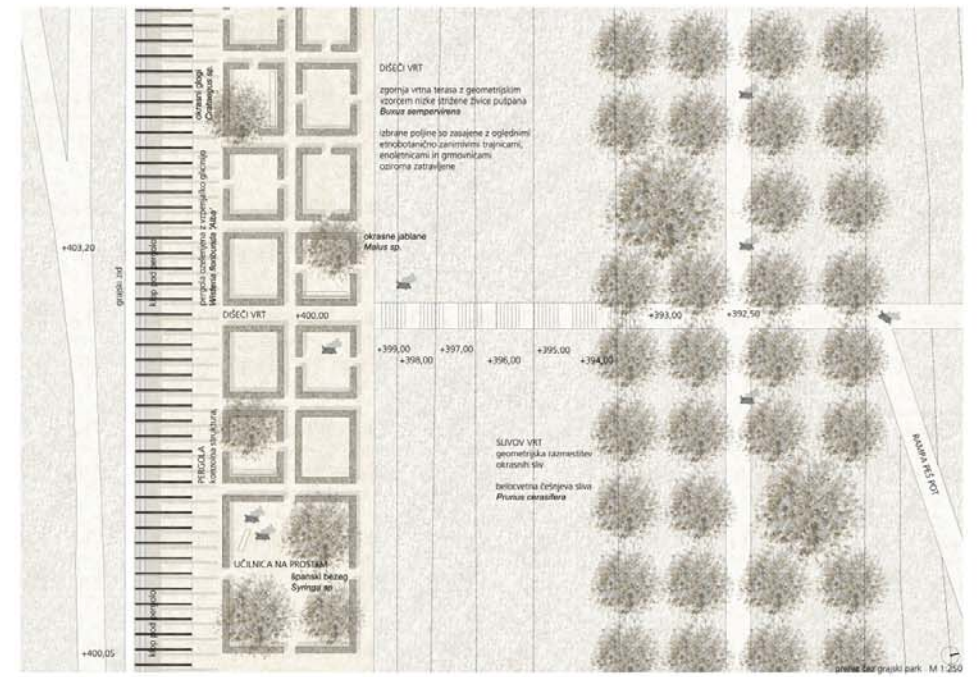 DIŠEČI VRT
zgornja vrtna terasa z geometrijskim
vzorcem nizke strižene živice pušpana
Buxus sempervirens
izbrane poljine so zasajene z oglednimi
etnobotanično zanimivimi trajnicami,
enoletnicami in grmovnicami
oziroma zatravljene
okrasni glogi
Crataegus sp.
pergola ozelenjena z vzpenjalko glicinijo
Wisteria floribunda 'Alba'
okrasne jablane
Malus sp.
+403,20
grajski zid
klop pod pergolo
DIŠEČI VRT
+400,00
+393,00
+392,50
+399,00
+398,00
+397,00
+396,00
+395,00
+394,00
PERGOLA
konzolna struktura,
SLIVOV VRT
geometrijska razmestitev
okrasnih sliv
belocvetna češnjeva sliva
Prunus cerasifera
RAMPA PEŠ POT
UČILNICA NA PROSTEM
španski bezeg
Syringa sp.
klop pod pergolo
+400,05
prerez čez grajski park M 1:250